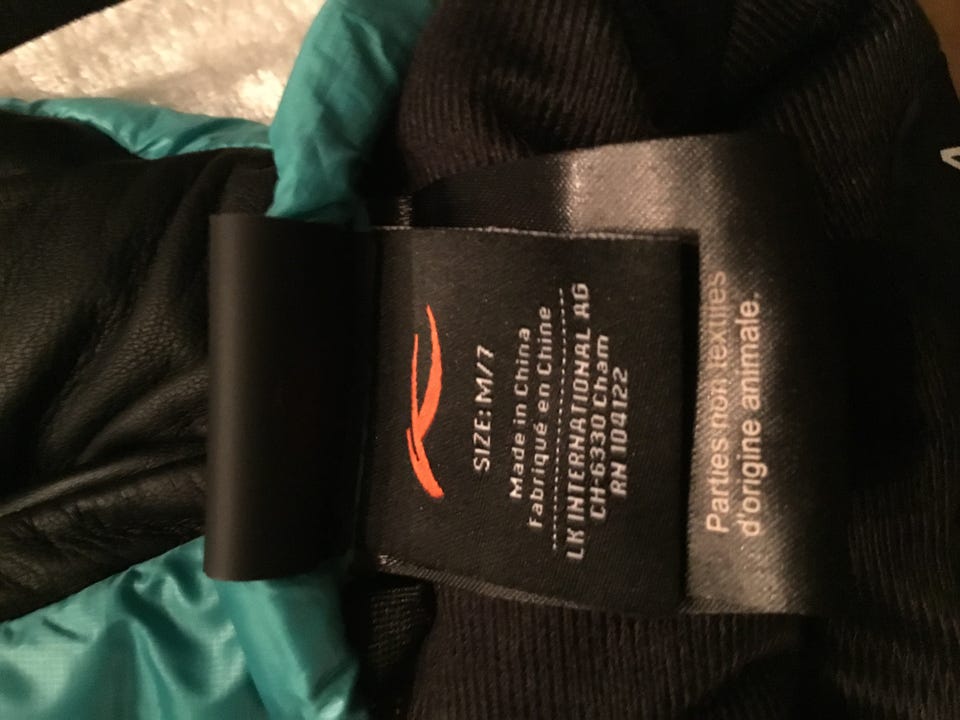 SIZE: M/7
Made in China
Fabriqué en Chine
LK INTERNATIONAL AG
CH-6330 Cham
RN 104122
Parties non textiles
d'origine animale.